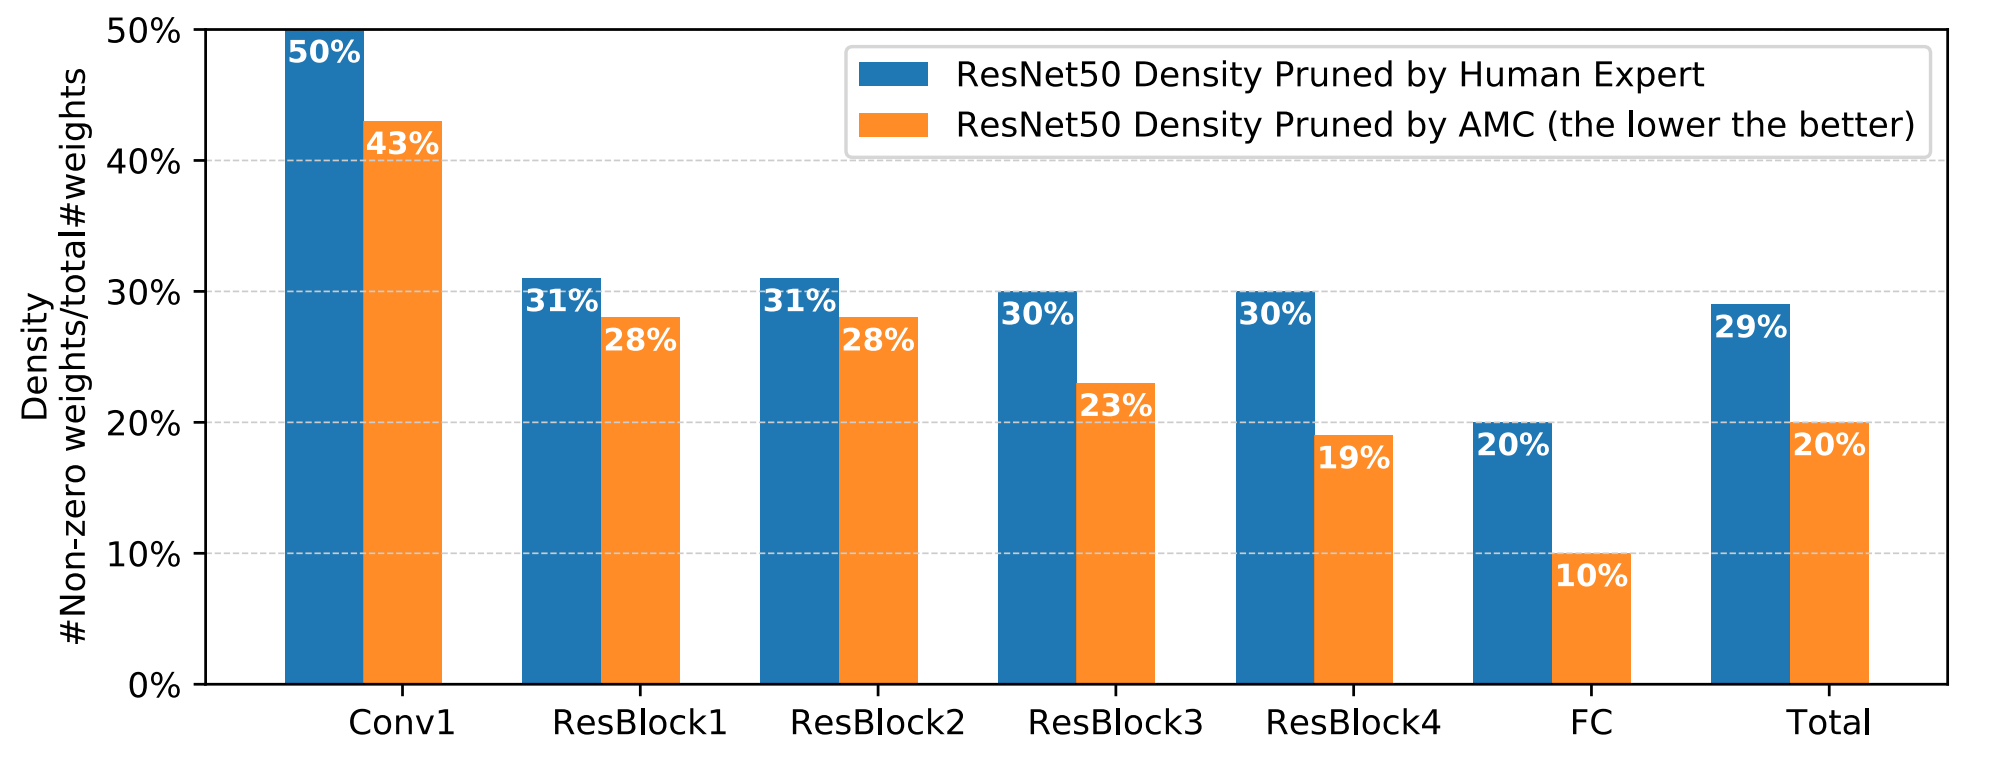 Density
#Non-zero weights/total#weights
50%
40%
30%
20%
10%
0%
ResNet50 Density Pruned by Human Expert
ResNet50 Density Pruned by AMC (the lower the better)
50%
43%
31%
28%
31%
28%
30%
23%
30%
19%
20%
10%
29%
20%
Conv1
ResBlock1
ResBlock2
ResBlock3
ResBlock4
FC
Total